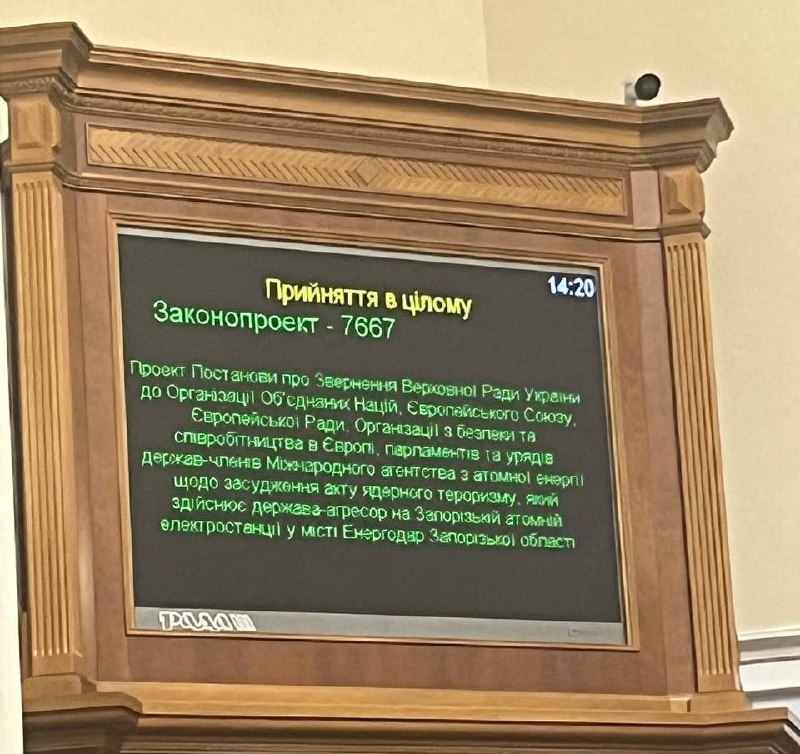 14:20
Прийняття в цілому
Законопроект - 7667
Проект Постанови про Звернення Верховної Ради України
до Організації Об'єднаних Націй, Європейського Союзу,
Європейської Ради, Організації з безпеки та
співробітництва в Європі, парламентів та урядів
держав-членів Міжнародного агентства з атомної енергії
щодо засудження акту ядерного тероризму, який
здійснює держава-агресор на Запорізькій атомній
електростанції у місті Енергодар Запорізької області